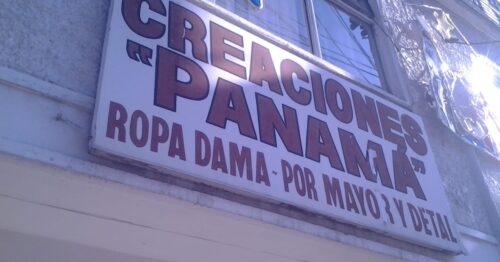 CREACIONES
"PANAMÁ"
ROPA DAMA - POR MAYOR Y DETAL